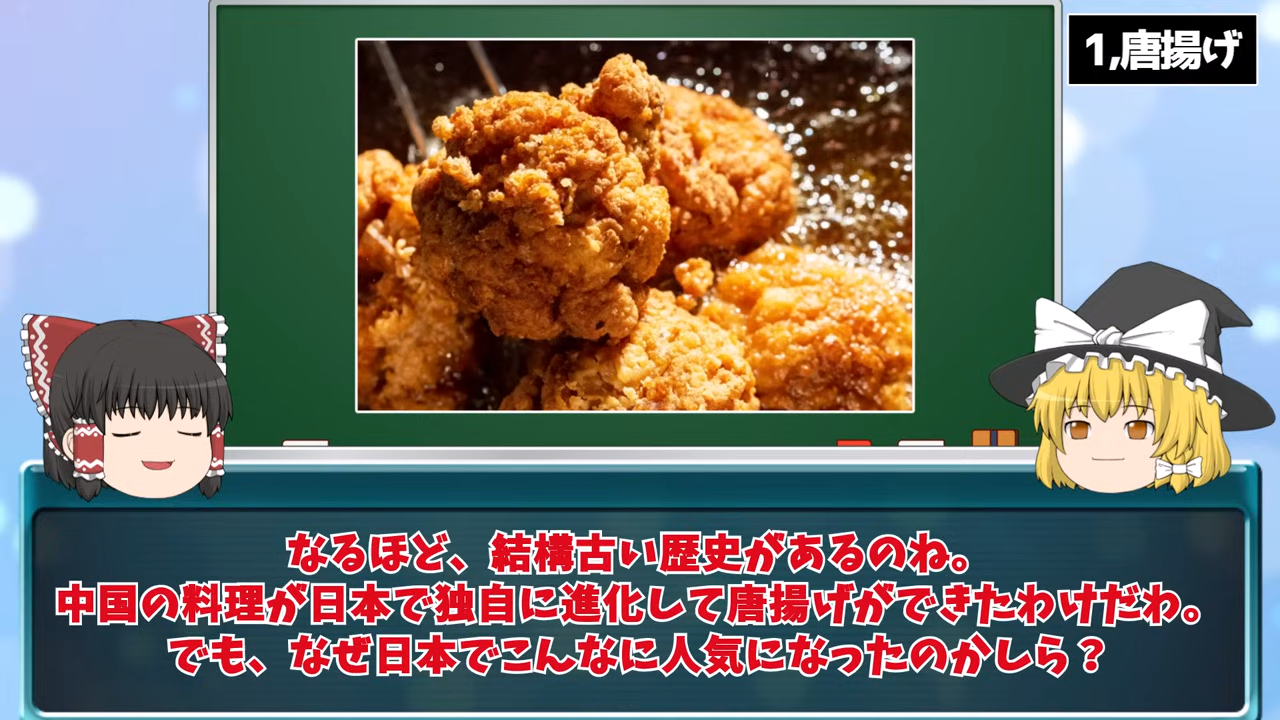 1,唐揚げ
なるほど、結構古い歴史があるのね。
中国の料理が日本で独自に進化して唐揚げができたわけだわ。
でも、なぜ日本でこんなに人気になったのかしら？